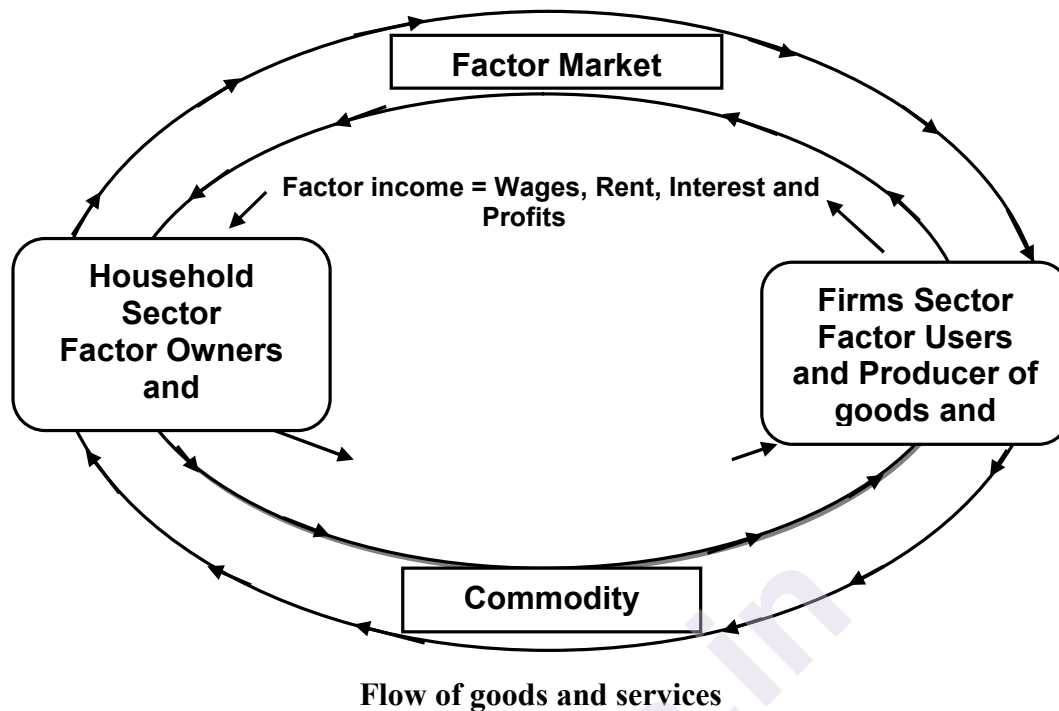 Factor Market
Factor income = Wages, Rent, Interest and
Profits
Household
Sector
Factor Owners
and
Firms Sector
Factor Users
and Producer of
goods and
Commodity
in
Flow of goods and services